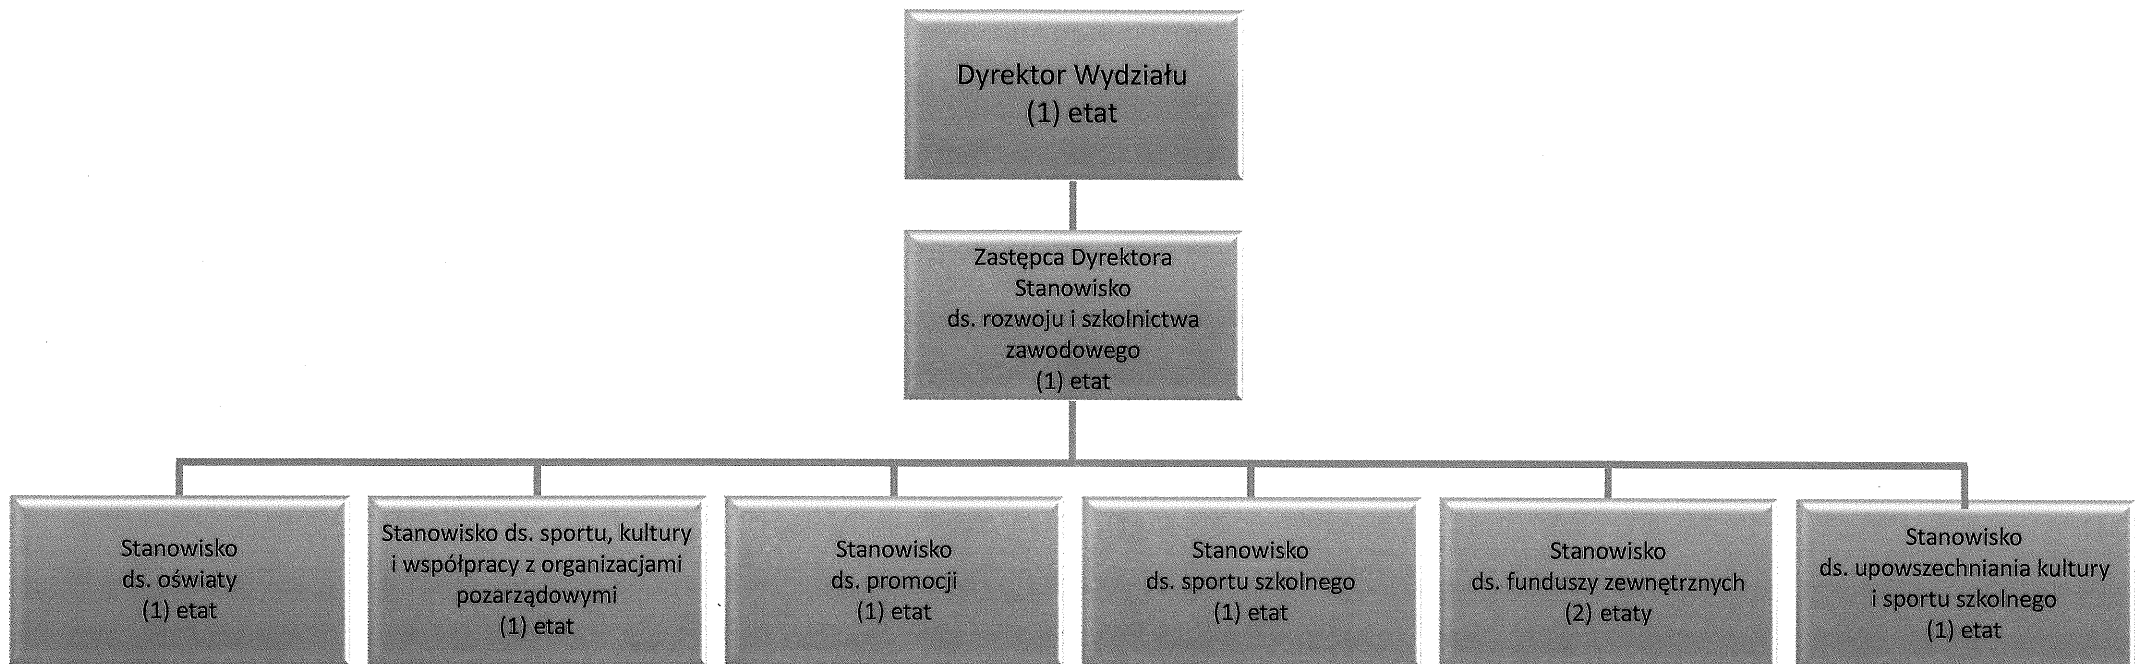 Dyrektor Wydziału
(1) etat
Zastępca Dyrektora
Stanowisko
ds. rozwoju i szkolnictwa
zawodowego
(1) etat
Stanowisko
ds. oświaty
(1) etat
Stanowisko ds. sportu, kultury
i współpracy z organizacjami
pozarządowymi
(1) etat
Stanowisko
ds. promocji
(1) etat
Stanowisko
ds. sportu szkolnego
(1) etat
Stanowisko
ds. funduszy zewnętrznych
(2) etaty
Stanowisko
ds. upowszechniania kultury
i sportu szkolnego
(1) etat